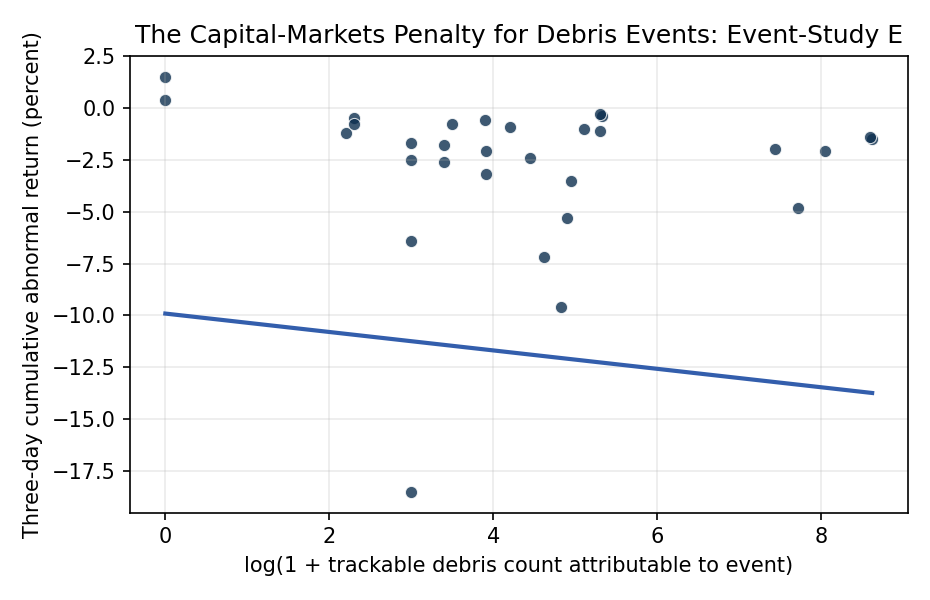 The Capital-Markets Penalty for Debris Events: Event-Study E
Three-day cumulative abnormal return (percent)
2.5
0.0
−2.5
−5.0
−7.5
−10.0
−12.5
−15.0
−17.5
0 2 4 6 8
log(1 + trackable debris count attributable to event)